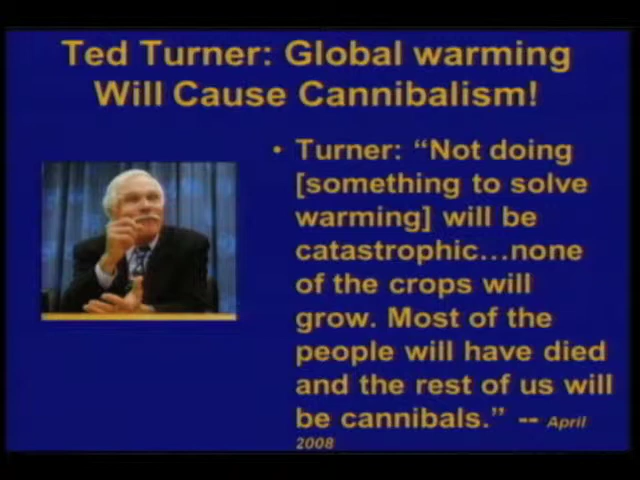 Ted Turner: Global warming
Will Cause Cannibalism!
• Turner: “Not doing
[something to solve
warming] will be
catastrophic...none
of the crops will
grow. Most of the
people will have died
and the rest of us will
be cannibals.” -- April
2008